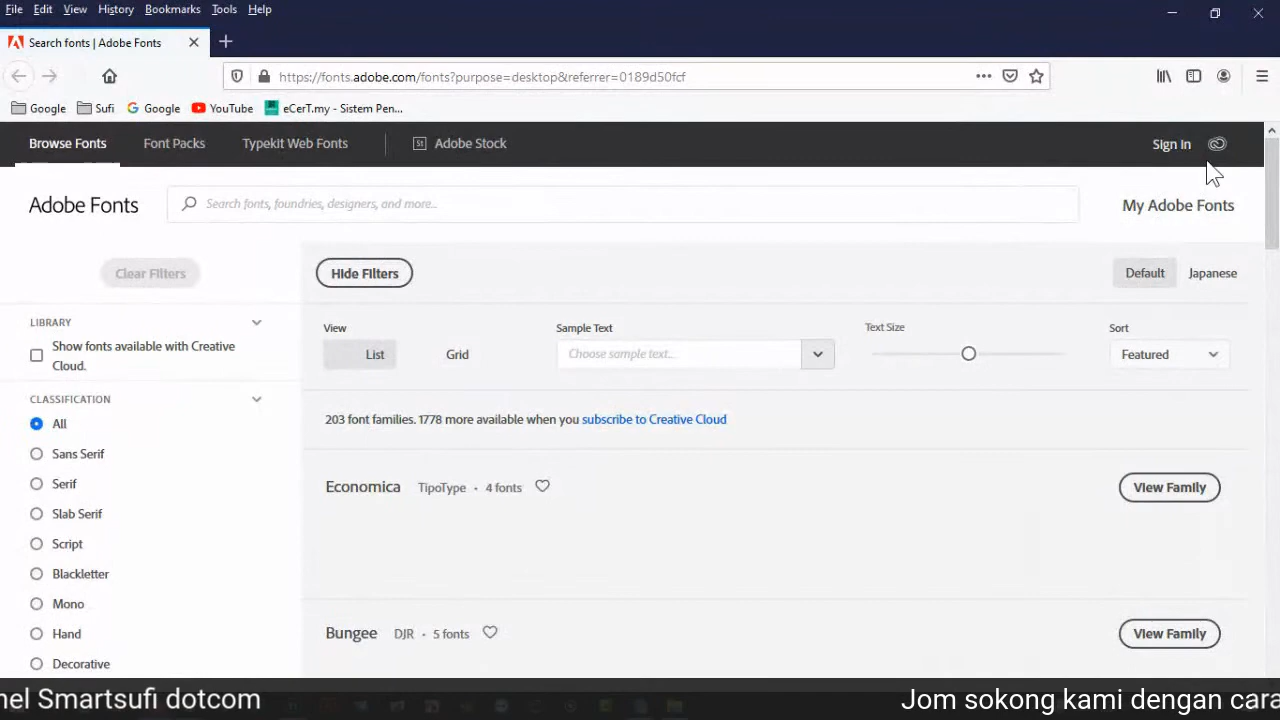 File Edit View History Bookmarks Tools Help
Search fonts | Adobe Fonts
https://fonts.adobe.com/fonts?purpose=desktop&referrer=0189d50fcf
Google Sufi Google YouTube eCerT.my - Sistem Pen...
Browse Fonts Font Packs Typekit Web Fonts St Adobe Stock Sign In
Adobe Fonts Search fonts, foundries, designers, and more... My Adobe Fonts
Clear Filters Hide Filters Default Japanese
LIBRARY
Show fonts available with Creative
Cloud.
View Sample Text Text Size Sort
List Grid Choose sample text... Featured
CLASSIFICATION
All
Sans Serif
Serif
Slab Serif
Script
Blackletter
Mono
Hand
Decorative
203 font families. 1778 more available when you subscribe to Creative Cloud
Economica TipoType • 4 fonts View Family
Bungee DJR • 5 fonts View Family
nel Smartsufi dotcom Jom sokong kami dengan cara